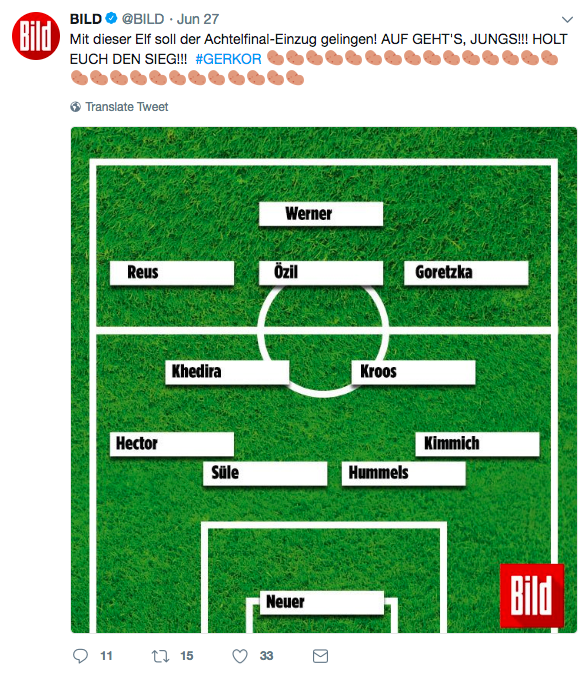 Bild
BILD @BILD · Jun 27
Mit dieser Elf soll der Achtelfinal-Einzug gelingen! AUF GEHT'S, JUNGS!!! HOLT
EUCH DEN SIEG!!! #GERKOR 🥔🥔🥔🥔🥔🥔🥔🥔🥔🥔🥔🥔🥔🥔🥔
🥔🥔🥔🥔🥔🥔🥔🥔🥔🥔🥔🥔
Translate Tweet
Werner
Reus Özil Goretzka
Khedira Kroos
Hector Kimmich
Süle Hummels
Neuer
Bild
11 15 33